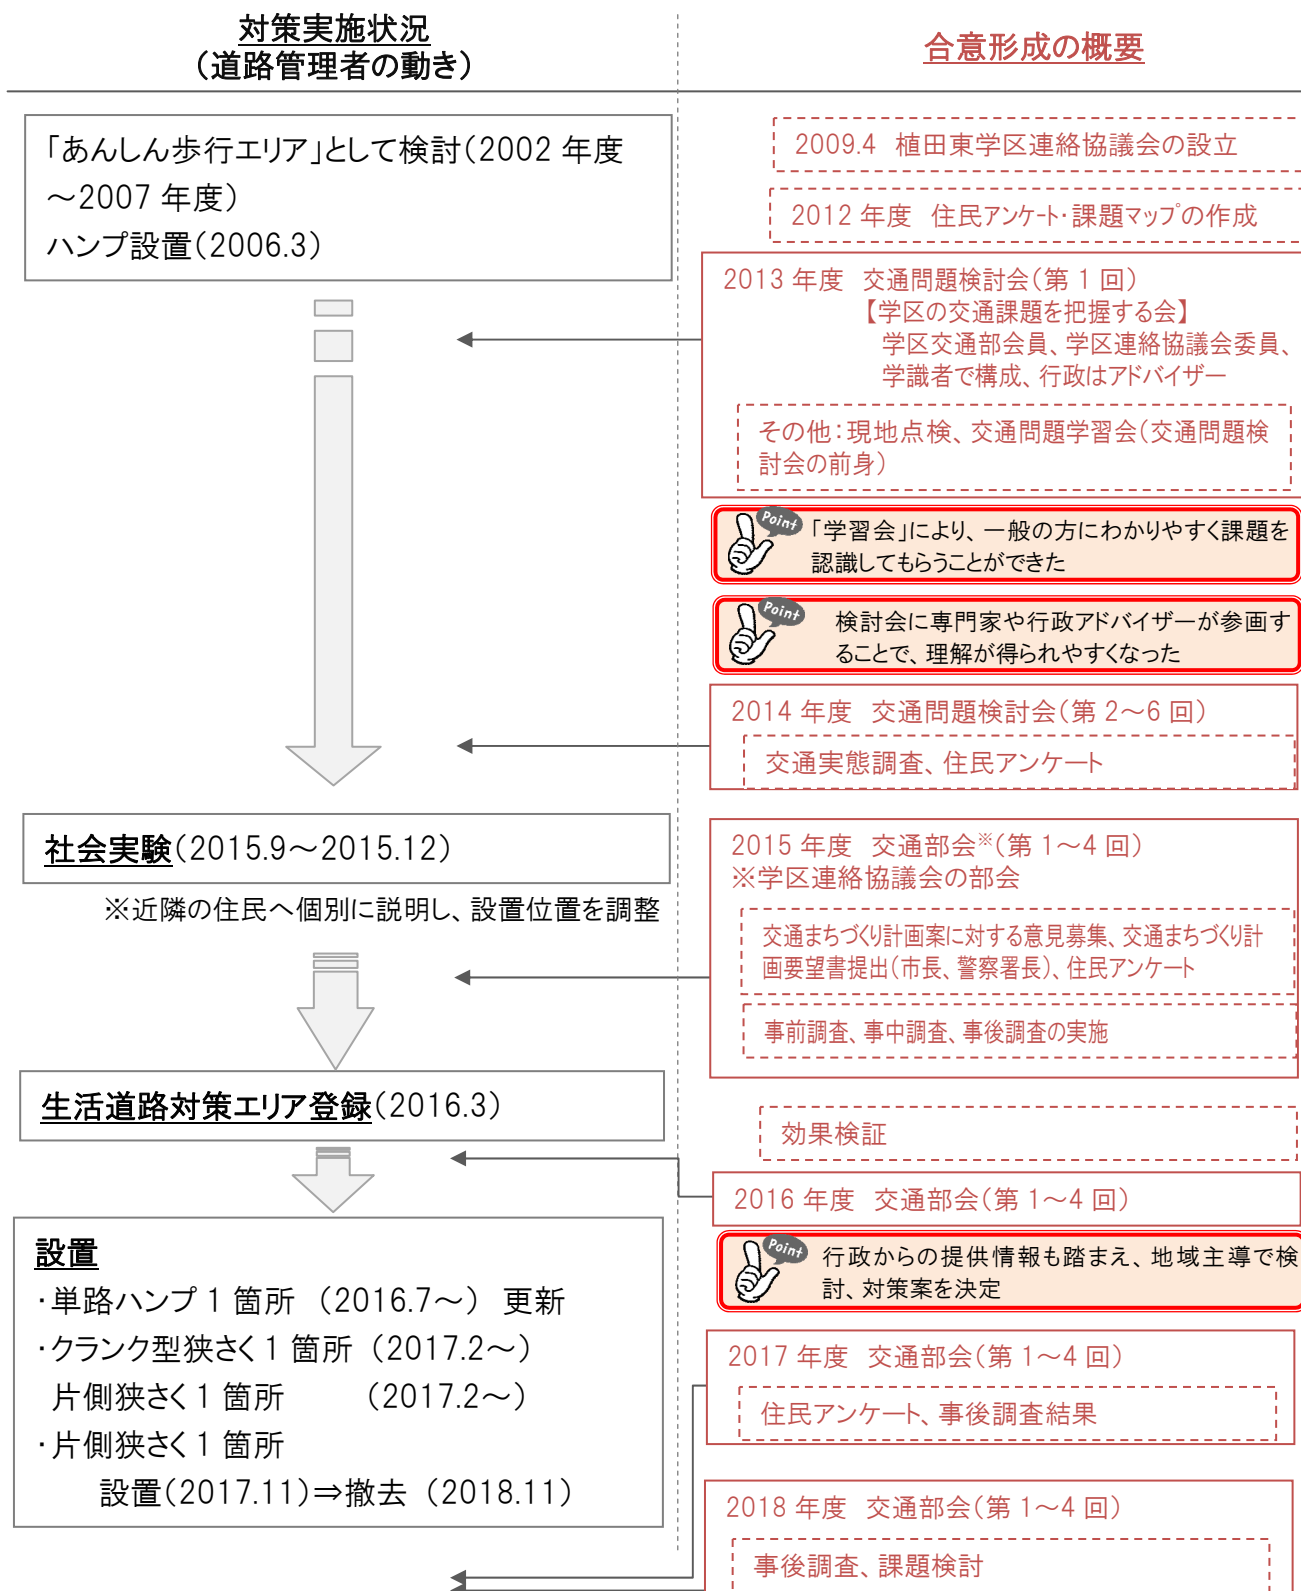 対策実施状況
（道路管理者の動き）
「あんしん歩行エリア」として検討（2002 年度
～2007 年度）
ハンプ設置（2006.3）
社会実験（2015.9～2015.12）
※近隣の住民へ個別に説明し、設置位置を調整
生活道路対策エリア登録（2016.3）
設置
・単路ハンプ 1 箇所 （2016.7～） 更新
・クランク型狭さく 1 箇所 （2017.2～）
片側狭さく 1 箇所 （2017.2～）
・片側狭さく 1 箇所
設置（2017.11）⇒撤去 （2018.11）
合意形成の概要
2009.4 植田東学区連絡協議会の設立
2012 年度 住民アンケート・課題マップの作成
2013 年度 交通問題検討会（第 1 回）
【学区の交通課題を把握する会】
学区交通部会員、学区連絡協議会委員、
学識者で構成、行政はアドバイザー
その他：現地点検、交通問題学習会（交通問題検
討会の前身）
Point
「学習会」により、一般の方にわかりやすく課題を
認識してもらうことができた
Point
検討会に専門家や行政アドバイザーが参画す
ることで、理解が得られやすくなった
2014 年度 交通問題検討会（第 2～6 回）
交通実態調査、住民アンケート
2015 年度 交通部会※（第 1～4 回）
※学区連絡協議会の部会
交通まちづくり計画案に対する意見募集、交通まちづくり計
画要望書提出（市長、警察署長）、住民アンケート
事前調査、事中調査、事後調査の実施
効果検証
2016 年度 交通部会（第 1～4 回）
Point
行政からの提供情報も踏まえ、地域主導で検
討、対策案を決定
2017 年度 交通部会（第 1～4 回）
住民アンケート、事後調査結果
2018 年度 交通部会（第 1～4 回）
事後調査、課題検討